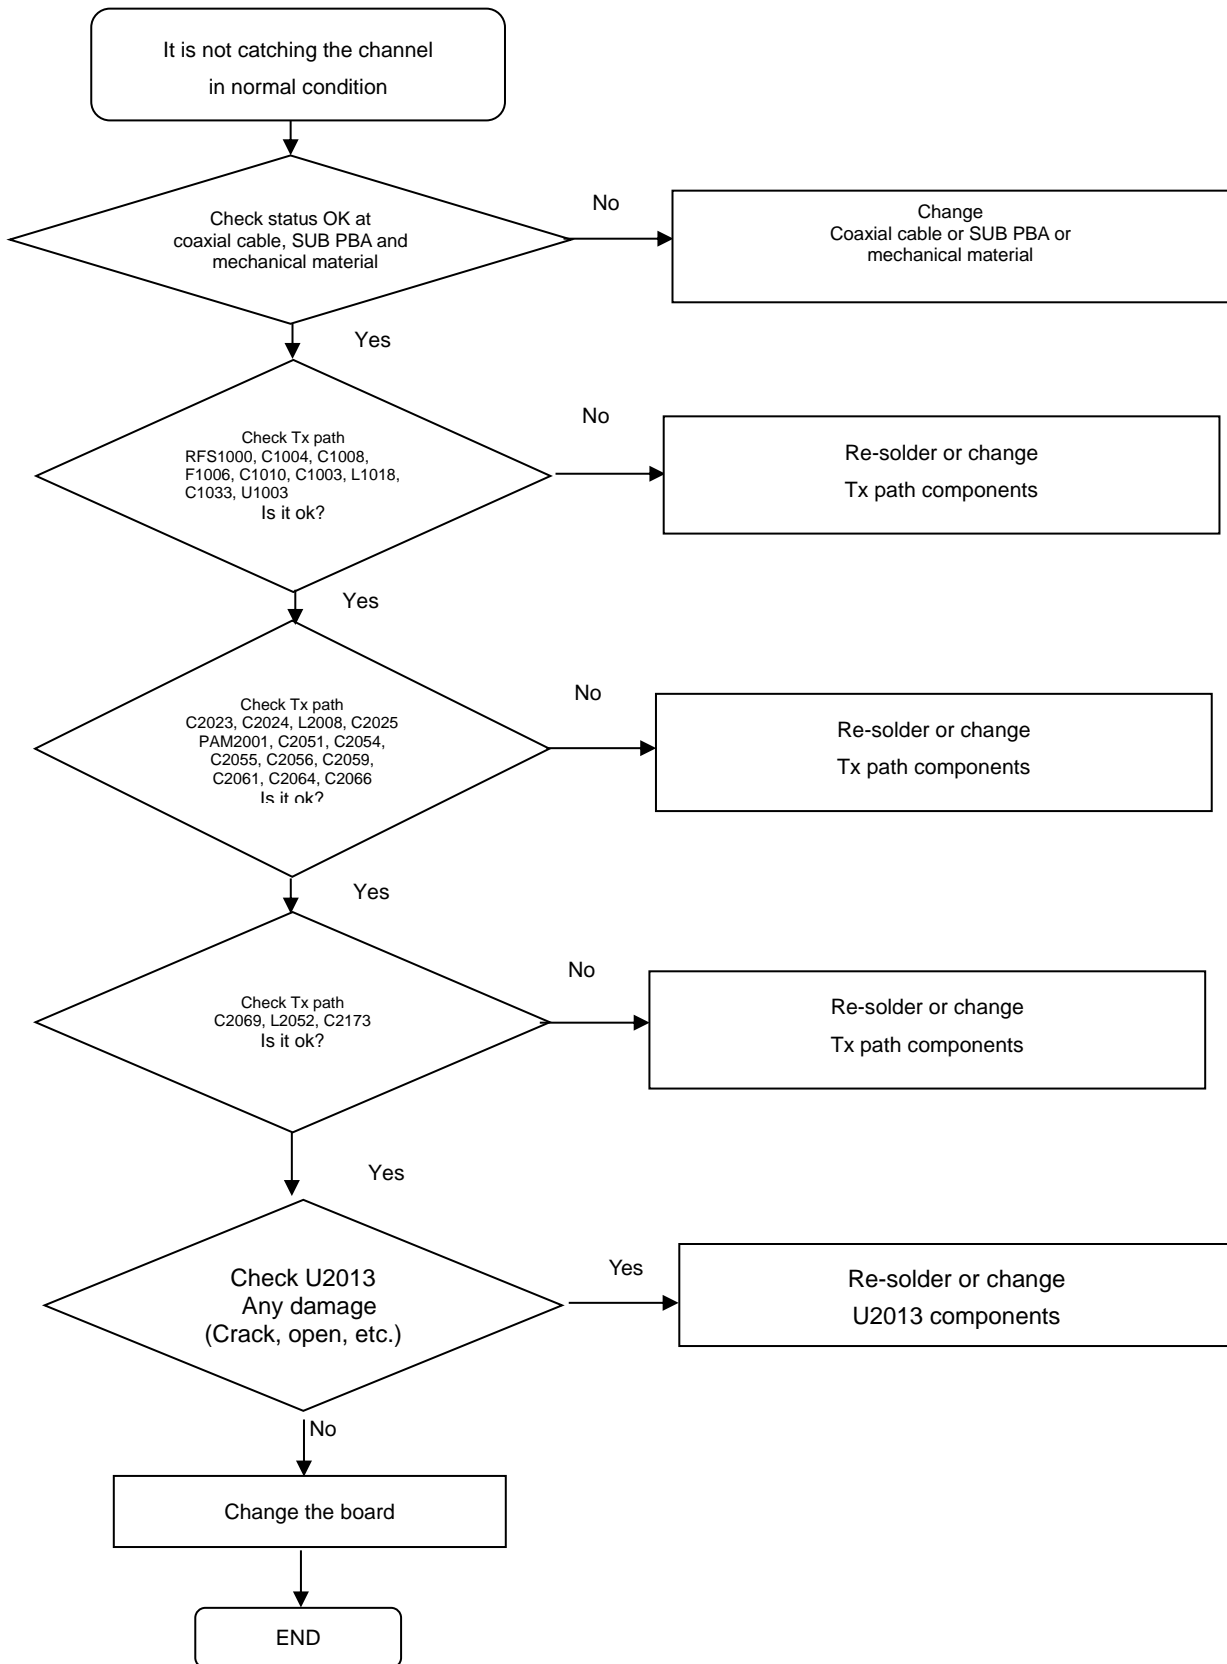 It is not catching the channel
in normal condition
Check status OK at
coaxial cable, SUB PBA and
mechanical material
No
Change
Coaxial cable or SUB PBA or
mechanical material
Yes
Check Tx path
RFS1000, C1004, C1008,
F1006, C1010, C1003, L1018,
C1033, U1003
Is it ok?
No
Re-solder or change
Tx path components
Yes
Check Tx path
C2023, C2024, L2008, C2025
PAM2001, C2051, C2054,
C2055, C2056, C2059,
C2061, C2064, C2066
Is it ok?
No
Re-solder or change
Tx path components
Yes
Check Tx path
C2069, L2052, C2173
Is it ok?
No
Re-solder or change
Tx path components
Yes
Check U2013
Any damage
(Crack, open, etc.)
Yes
Re-solder or change
U2013 components
No
Change the board
END